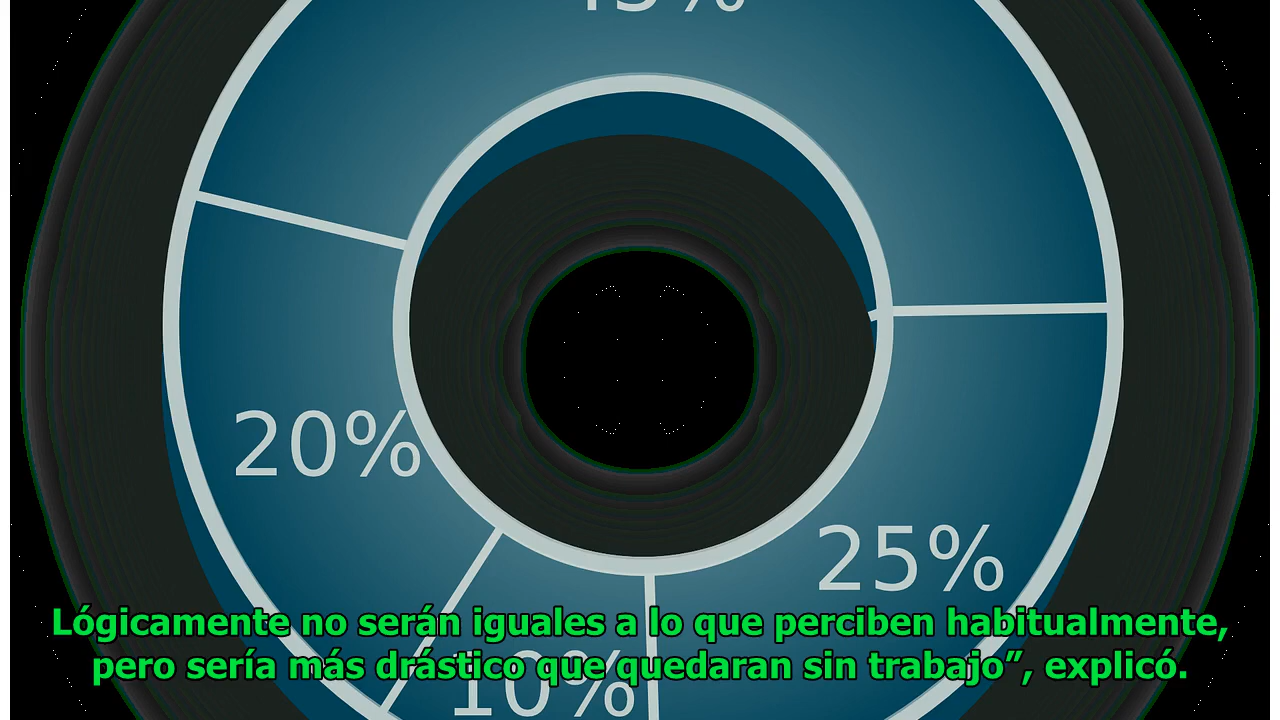 20%
25%
10%
Lógicamente no serán iguales a lo que perciben habitualmente,
pero sería más drástico que quedaran sin trabajo”, explicó.